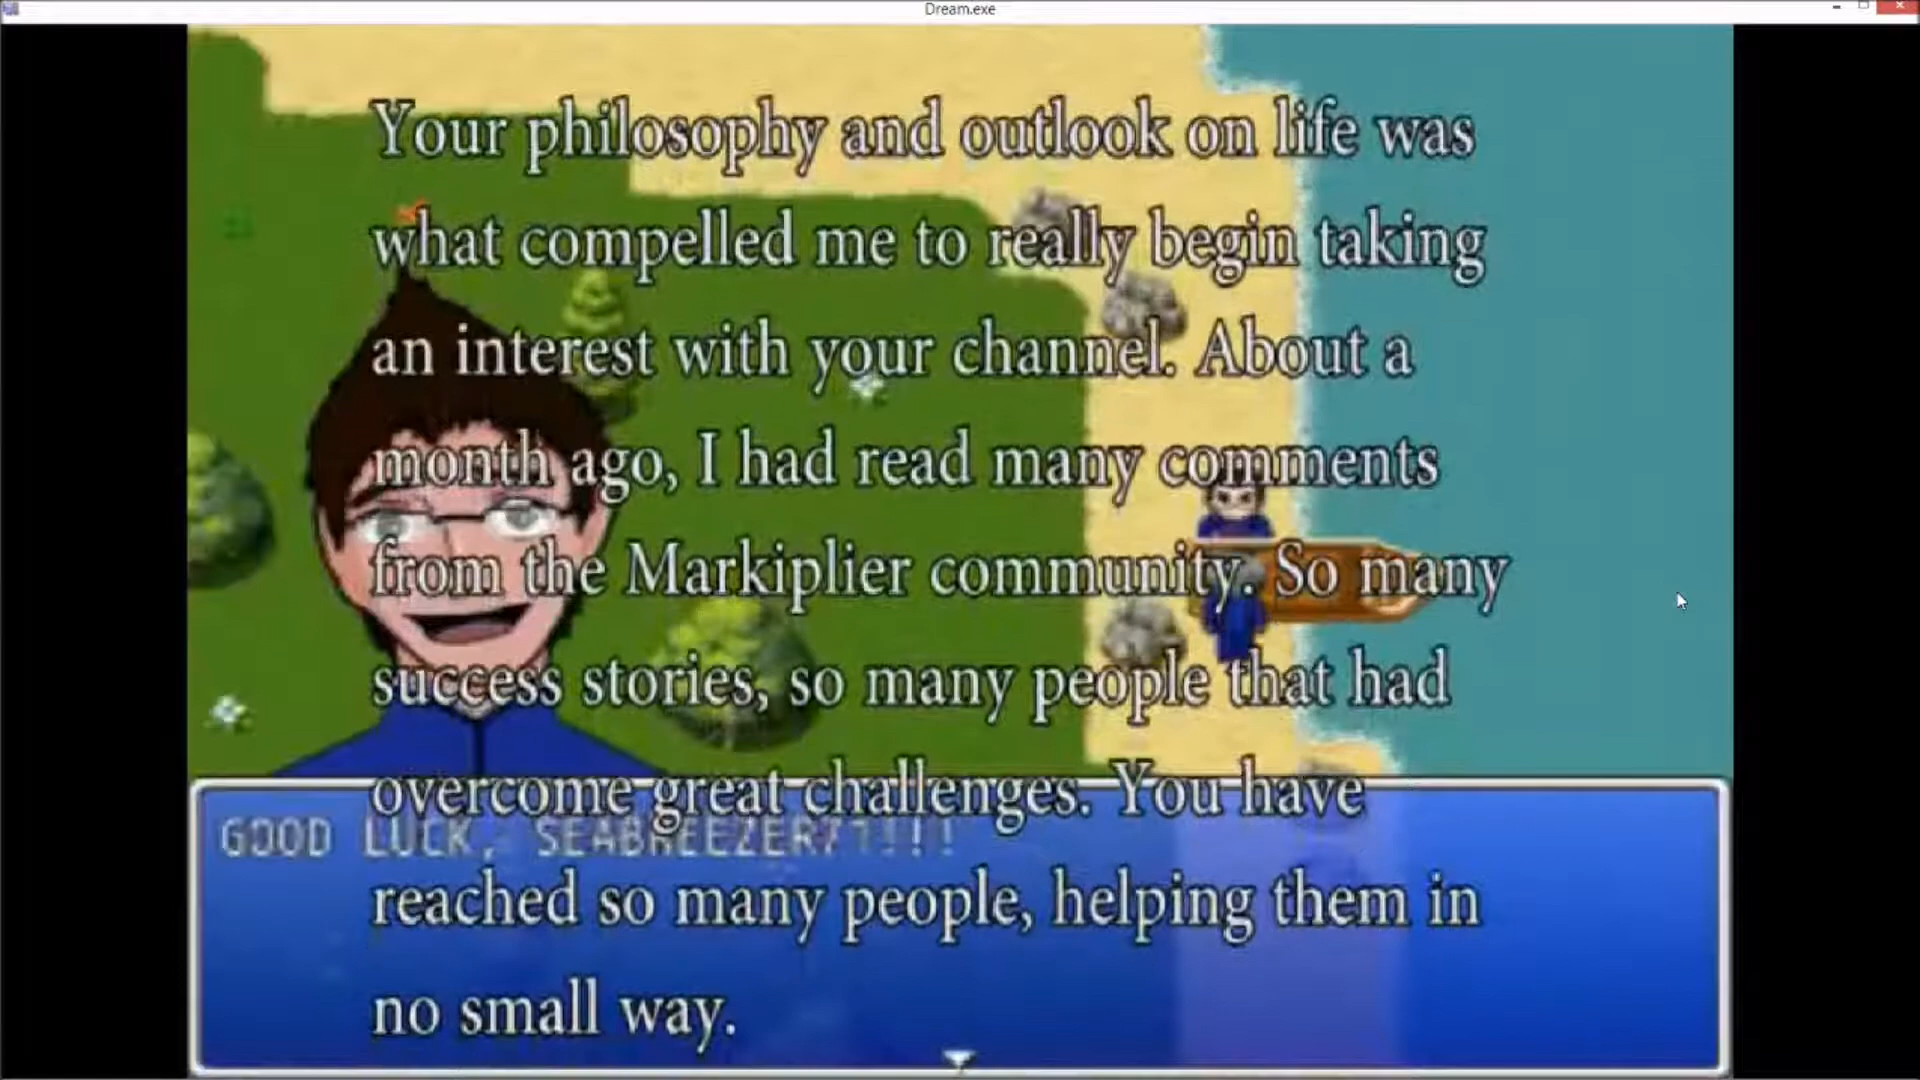 Dream.exe
Your philosophy and outlook on life was
what compelled me to really begin taking
an interest with your channel. About a
month ago, I had read many comments
from the Markiplier community. So many
success stories, so many people that had
overcome great challenges. You have
GOOD LUCK,
reached so many people, helping them in
no small way.